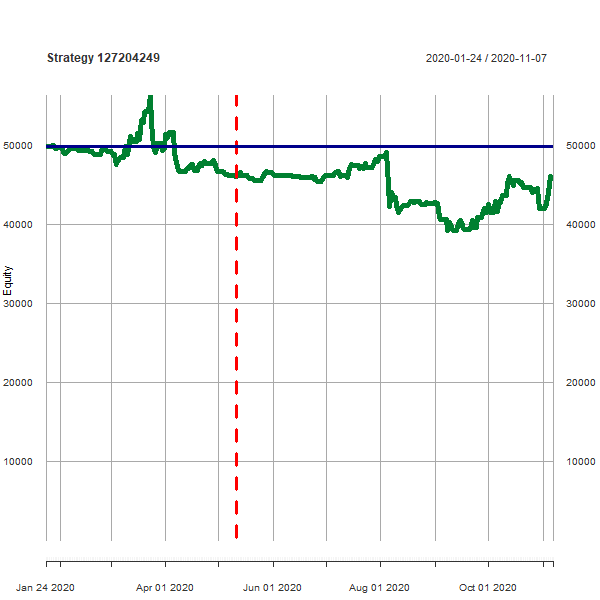 Strategy 127204249
2020-01-24 / 2020-11-07
50000
50000
40000
40000
Equity
30000
30000
20000
20000
10000
10000
Jan 24 2020
Apr 01 2020
Jun 01 2020
Aug 01 2020
Oct 01 2020